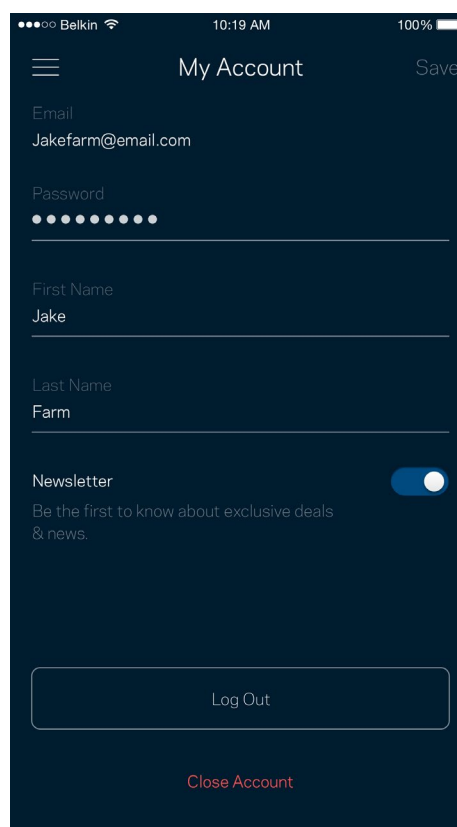 Belkin 10:19 AM 100%
My Account Save
Email
Jakefarm@email.com
Password
First Name
Jake
Last Name
Farm
Newsletter
Be the first to know about exclusive deals
& news.
Log Out
Close Account